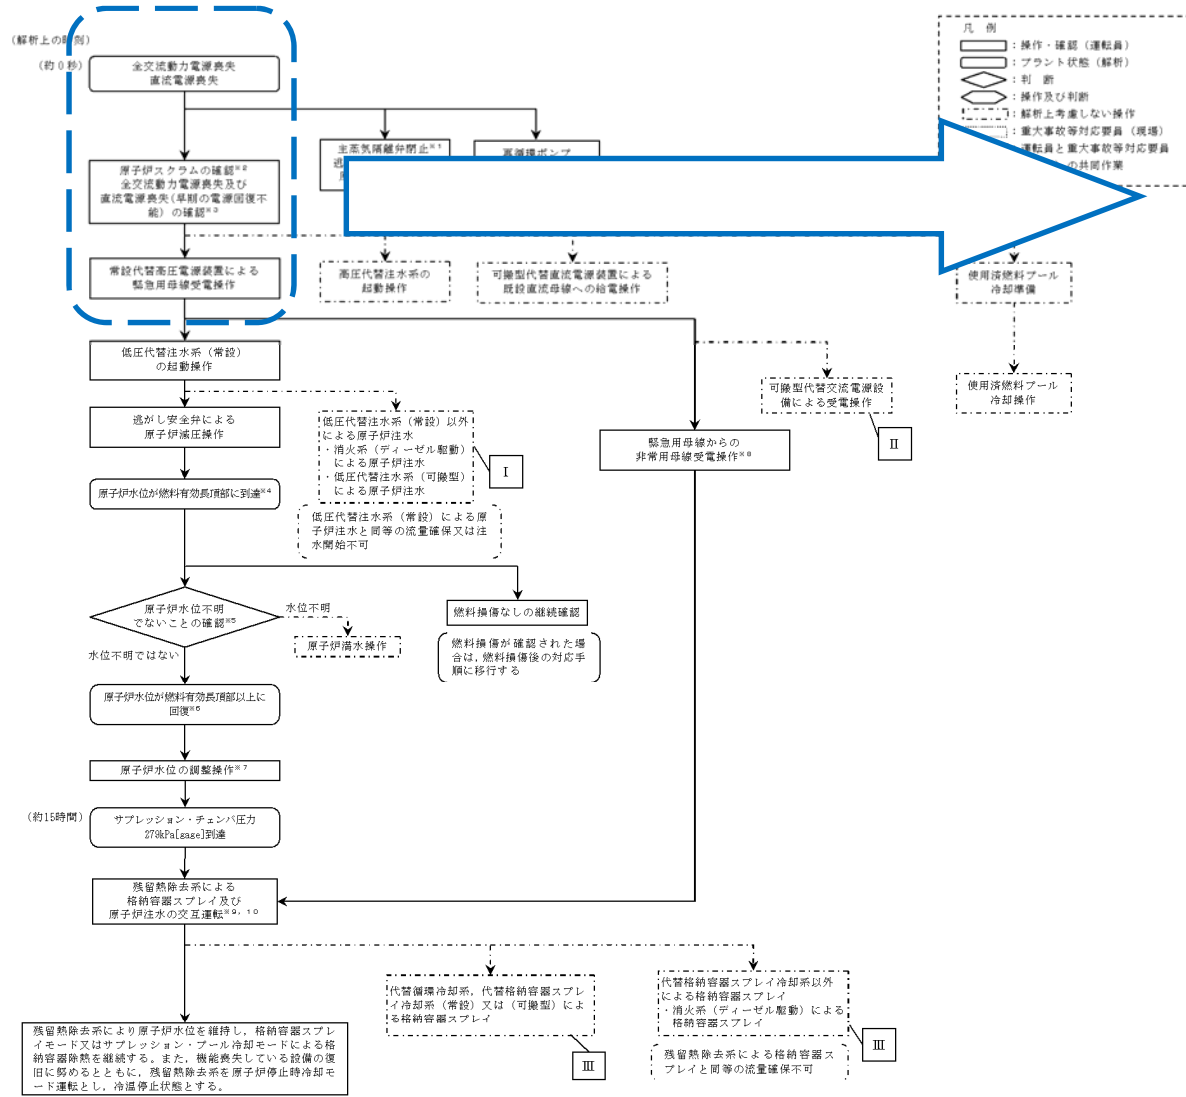 (解析上の時刻)
(約0秒)
全交流動力電源喪失
直流電源喪失
凡 例
：操作・確認（運転員）
：プラント状態（解析）
：判 断
：操作及び判断
：解析上考慮しない操作
：重大事故等対応要員（現場）
運転員と重大事故等対応要員
の共同作業
主蒸気隔離弁閉止※1
再循環ポンプ
原子炉スクラムの確認※2
全交流動力電源喪失及び
直流電源喪失(早期の電源回復不
能）の確認※3
常設代替高圧電源装置による
緊急用母線受電操作
高圧代替注水系の
起動操作
可搬型代替直流電源装置による
既設直流母線への給電操作
使用済燃料プール
冷却準備
低圧代替注水系（常設）
の起動操作
可搬型代替交流電源設
備による受電操作
Ⅱ
使用済燃料プール
冷却操作
逃がし安全弁による
原子炉減圧操作
低圧代替注水系（常設）以外
による原子炉注水
・消火系（ディーゼル駆動）
による原子炉注水
・低圧代替注水系（可搬型）
による原子炉注水
Ⅰ
緊急用母線からの
非常用母線受電操作※8
原子炉水位が燃料有効長頂部に到達※4
低圧代替注水系（常設）による原
子炉注水と同等の流量確保又は注
水開始不可
原子炉水位不明
でないことの確認※5
水位不明
原子炉満水操作
水位不明ではない
燃料損傷なしの継続確認
燃料損傷が確認された場
合は，燃料損傷後の対応手
順に移行する
原子炉水位が燃料有効長頂部以上に
回復※6
原子炉水位の調整操作※7
(約15時間)
サプレッション・チェンバ圧力
279kPa[gage]到達
残留熱除去系による
格納容器スプレイ及び
原子炉注水の交互運転※9，10
代替循環冷却系，代替格納容器スプレ
イ冷却系（常設）又は（可搬型）によ
る格納容器スプレイ
Ⅲ
代替格納容器スプレイ冷却系以外
による格納容器スプレイ
・消火系（ディーゼル駆動）による
格納容器スプレイ
Ⅲ
残留熱除去系による格納容器ス
プレイと同等の流量確保不可
残留熱除去系により原子炉水位を維持し，格納容器スプレ
イモード又はサプレッション・プール冷却モードによる格
納容器除熱を継続する。また，機能喪失している設備の復
旧に努めるとともに，残留熱除去系を原子炉停止時冷却モ
ード運転とし，冷温停止状態とする。